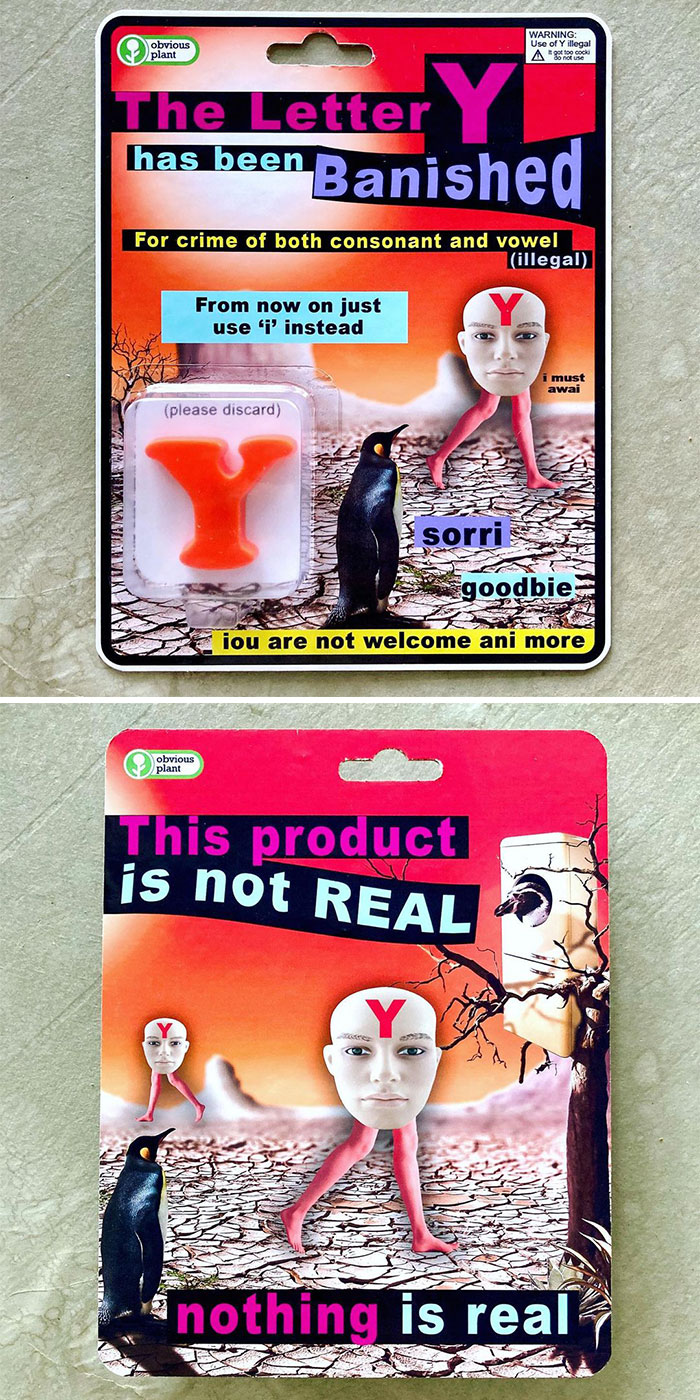 obvious
plant
WARNING:
Use of Y illegal
It got too cocki
do not use
The Letter Y
has been Banished
For crime of both consonant and vowel
(illegal)
From now on just
use ‘i’ instead
Y
i must
awai
(please discard)
Y
sorri
goodbie
iou are not welcome ani more
obvious
plant
This product
is not REAL
Y
Y
nothing is real